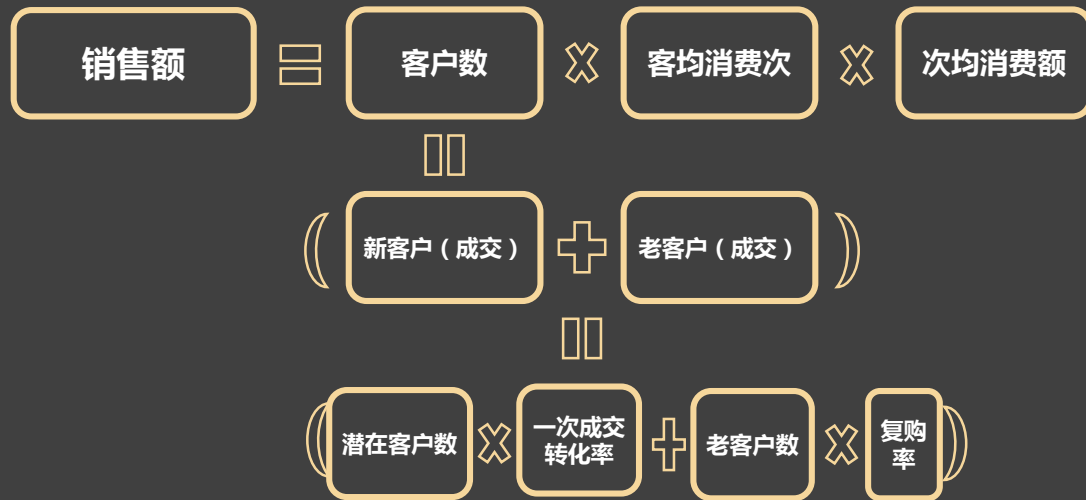 销售额 = 客户数 × 客均消费次 × 次均消费额
=
( 新客户（成交） + 老客户（成交） )
=
( 潜在客户数 × 一次成交 转化率 + 老客户数 × 复购 率 )